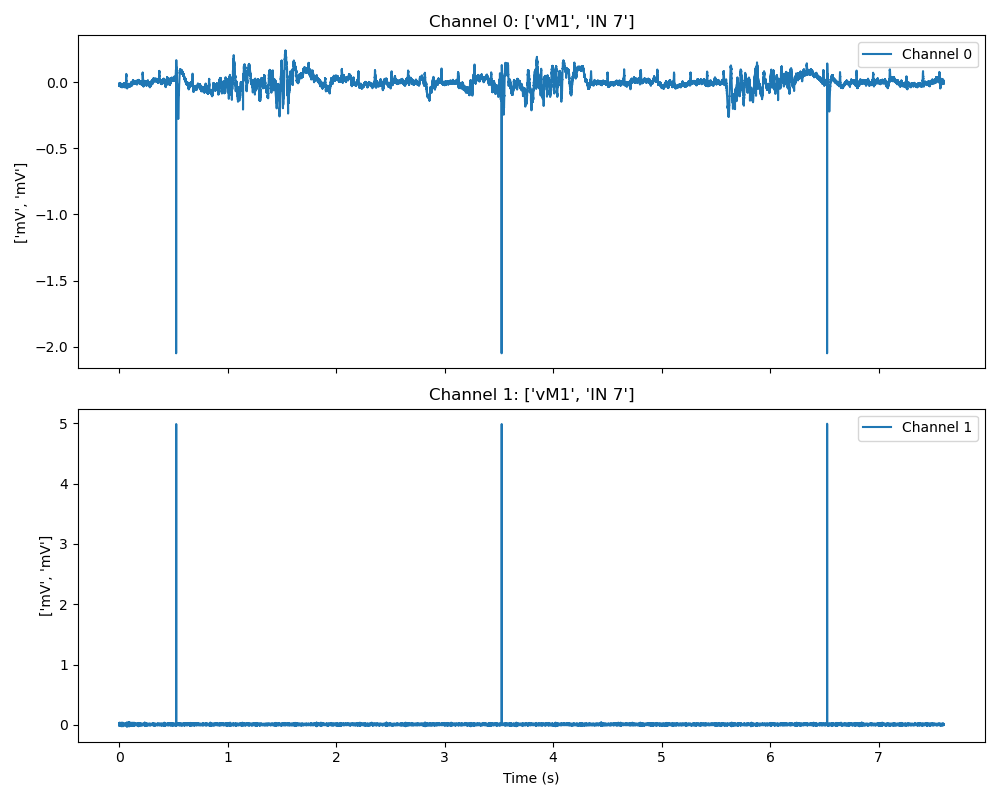 Channel 0: ['vM1', 'IN 7']
Channel 0
0.0
−0.5
−1.0
−1.5
−2.0
['mV', 'mV']
Channel 1: ['vM1', 'IN 7']
Channel 1
5
4
3
2
1
0
['mV', 'mV']
0 1 2 3 4 5 6 7
Time (s)